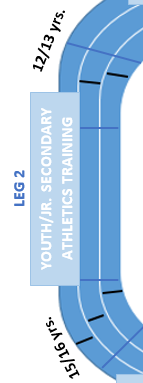 12/13 yrs.
LEG 2
YOUTH/JR. SECONDARY
ATHLETICS TRAINING
15/16 yrs.